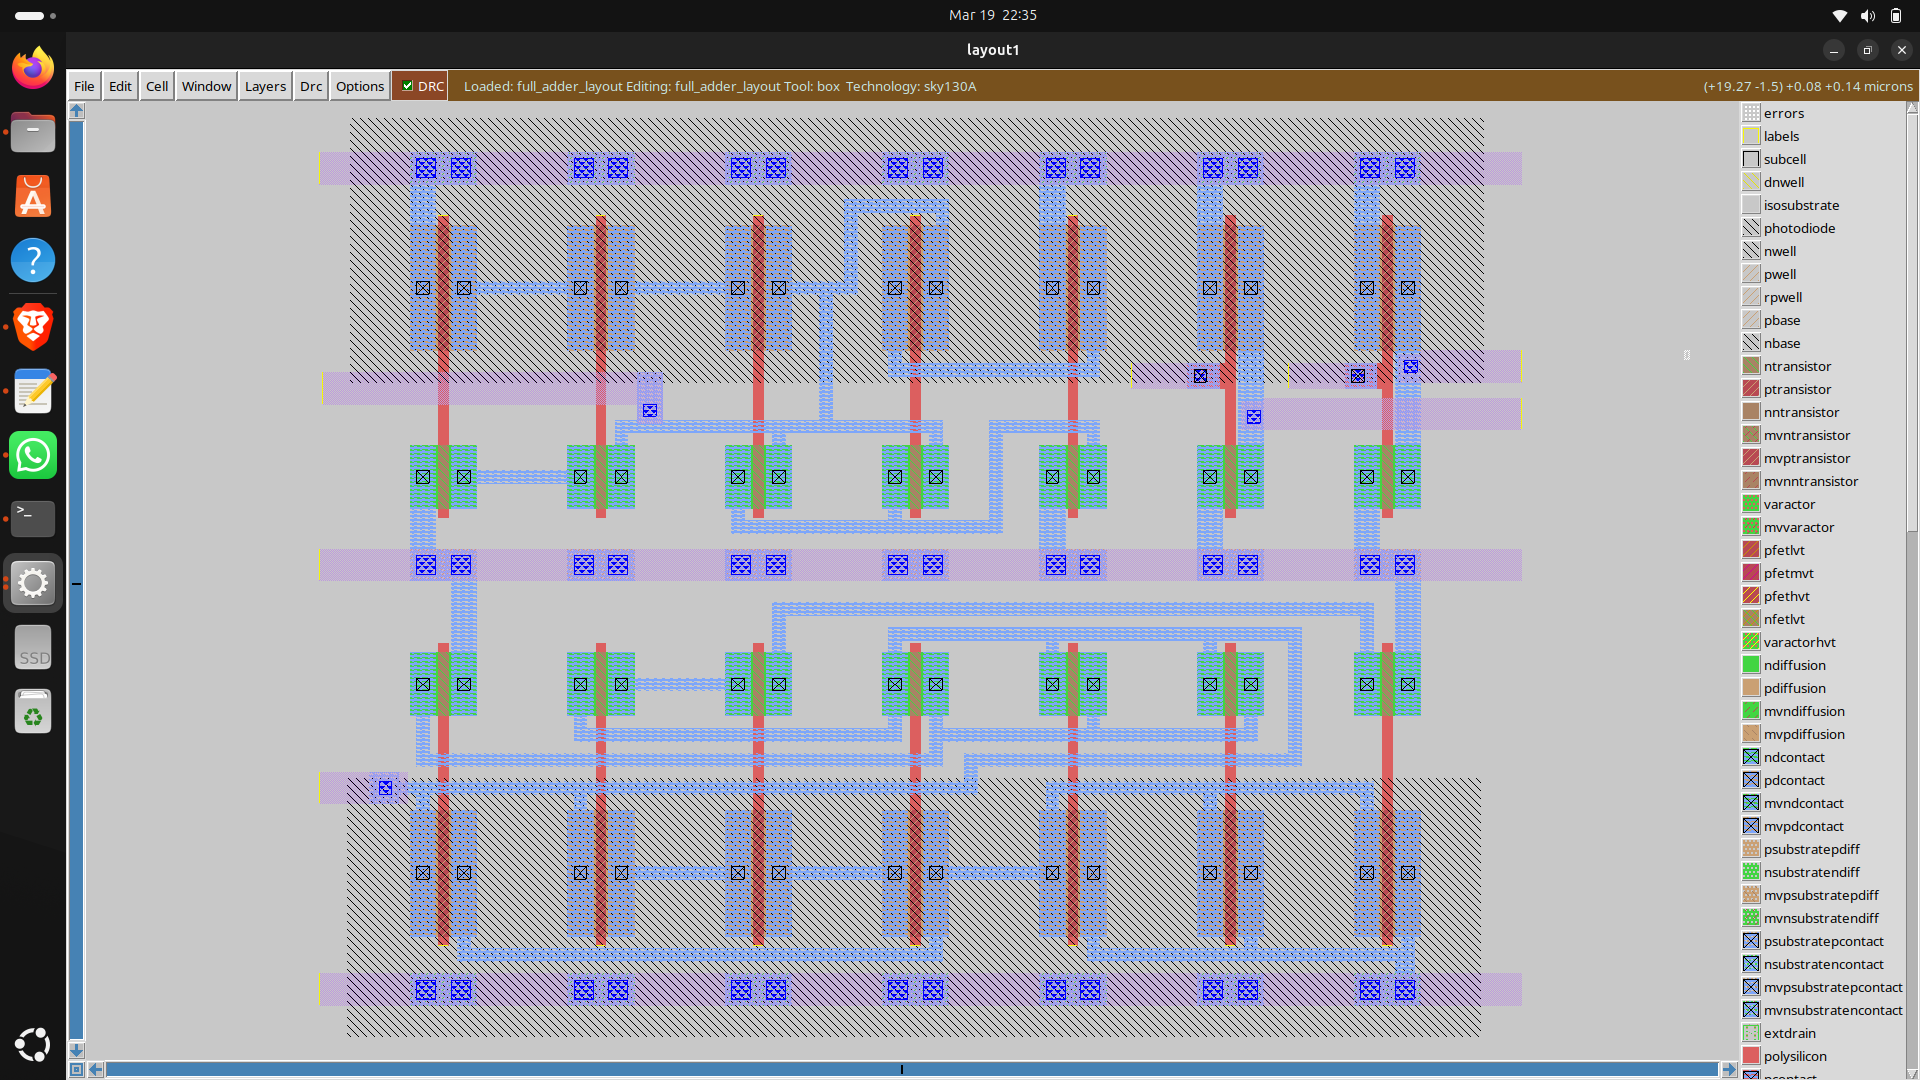 Mar 19 22:35
layout1
File Edit Cell Window Layers Drc Options DRC Loaded: full_adder_layout Editing: full_adder_layout Tool: box Technology: sky130A (+19.27 -1.5) +0.08 +0.14 microns
errors
labels
subcell
dnwell
isosubstrate
photodiode
nwell
pwell
rpwell
pbase
nbase
ntransistor
ptransistor
nntransistor
mvntransistor
mvptransistor
mvnntransistor
varactor
mvvaractor
pfetlvt
pfetmvt
pfethvt
nfetlvt
varactorhvt
ndiffusion
pdiffusion
mvndiffusion
mvpdiffusion
ndcontact
pdcontact
mvndcontact
mvpdcontact
psubstratepdiff
nsubstratendiff
mvpsubstratepdiff
mvnsubstratendiff
psubstratepcontact
nsubstratencontact
mvpsubstratepcontact
mvnsubstratencontact
extdrain
polysilicon
SSD